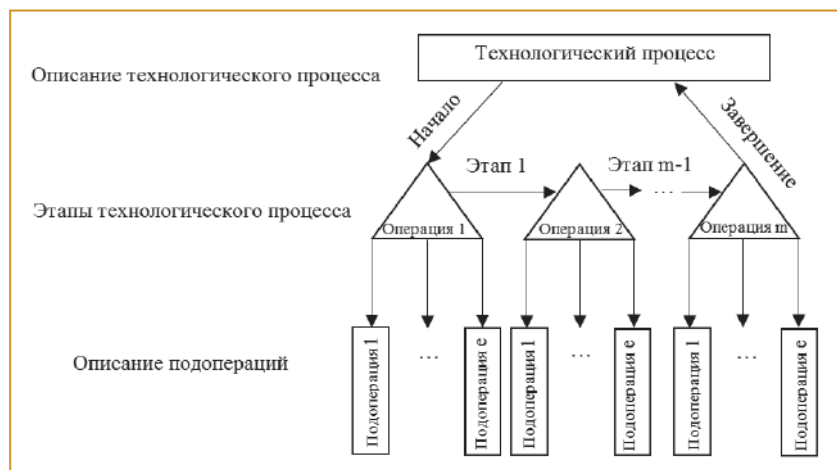 Технологический процесс
Описание технологического процесса
Начало
Завершение
Этап 1
Этап m-1
...
Этапы технологического процесса
Операция 1
Операция 2
Операция m
Описание подопераций
Подоперация 1
...
Подоперация e
Подоперация 1
...
Подоперация e
Подоперация 1
...
Подоперация e